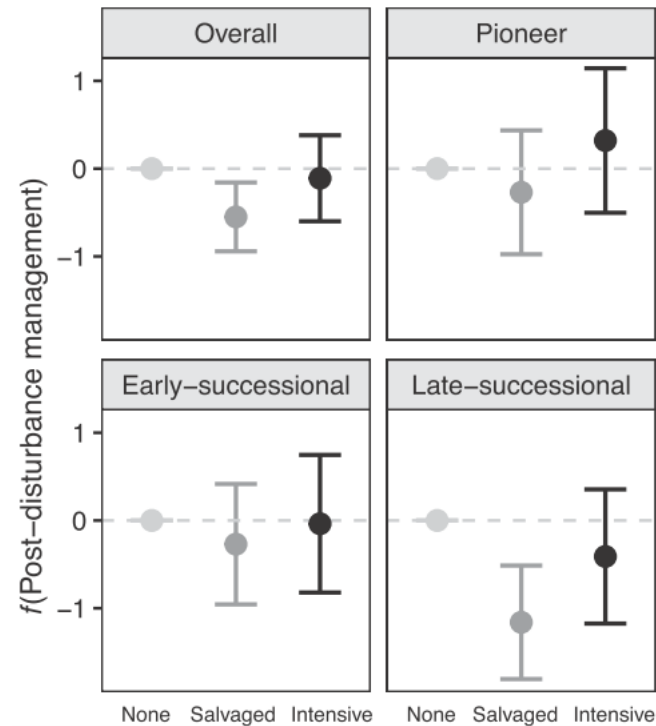 Overall Pioneer
1
0
−1
Early−successional Late−successional
1
0
−1
f(Post−disturbance management)
None Salvaged Intensive None Salvaged Intensive